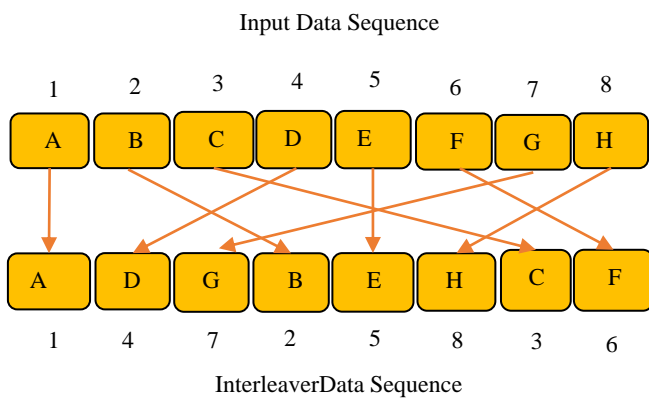 Input Data Sequence
1 2 3 4 5 6 7 8
A B C D E F G H
A D G B E H C F
1 4 7 2 5 8 3 6
InterleaverData Sequence